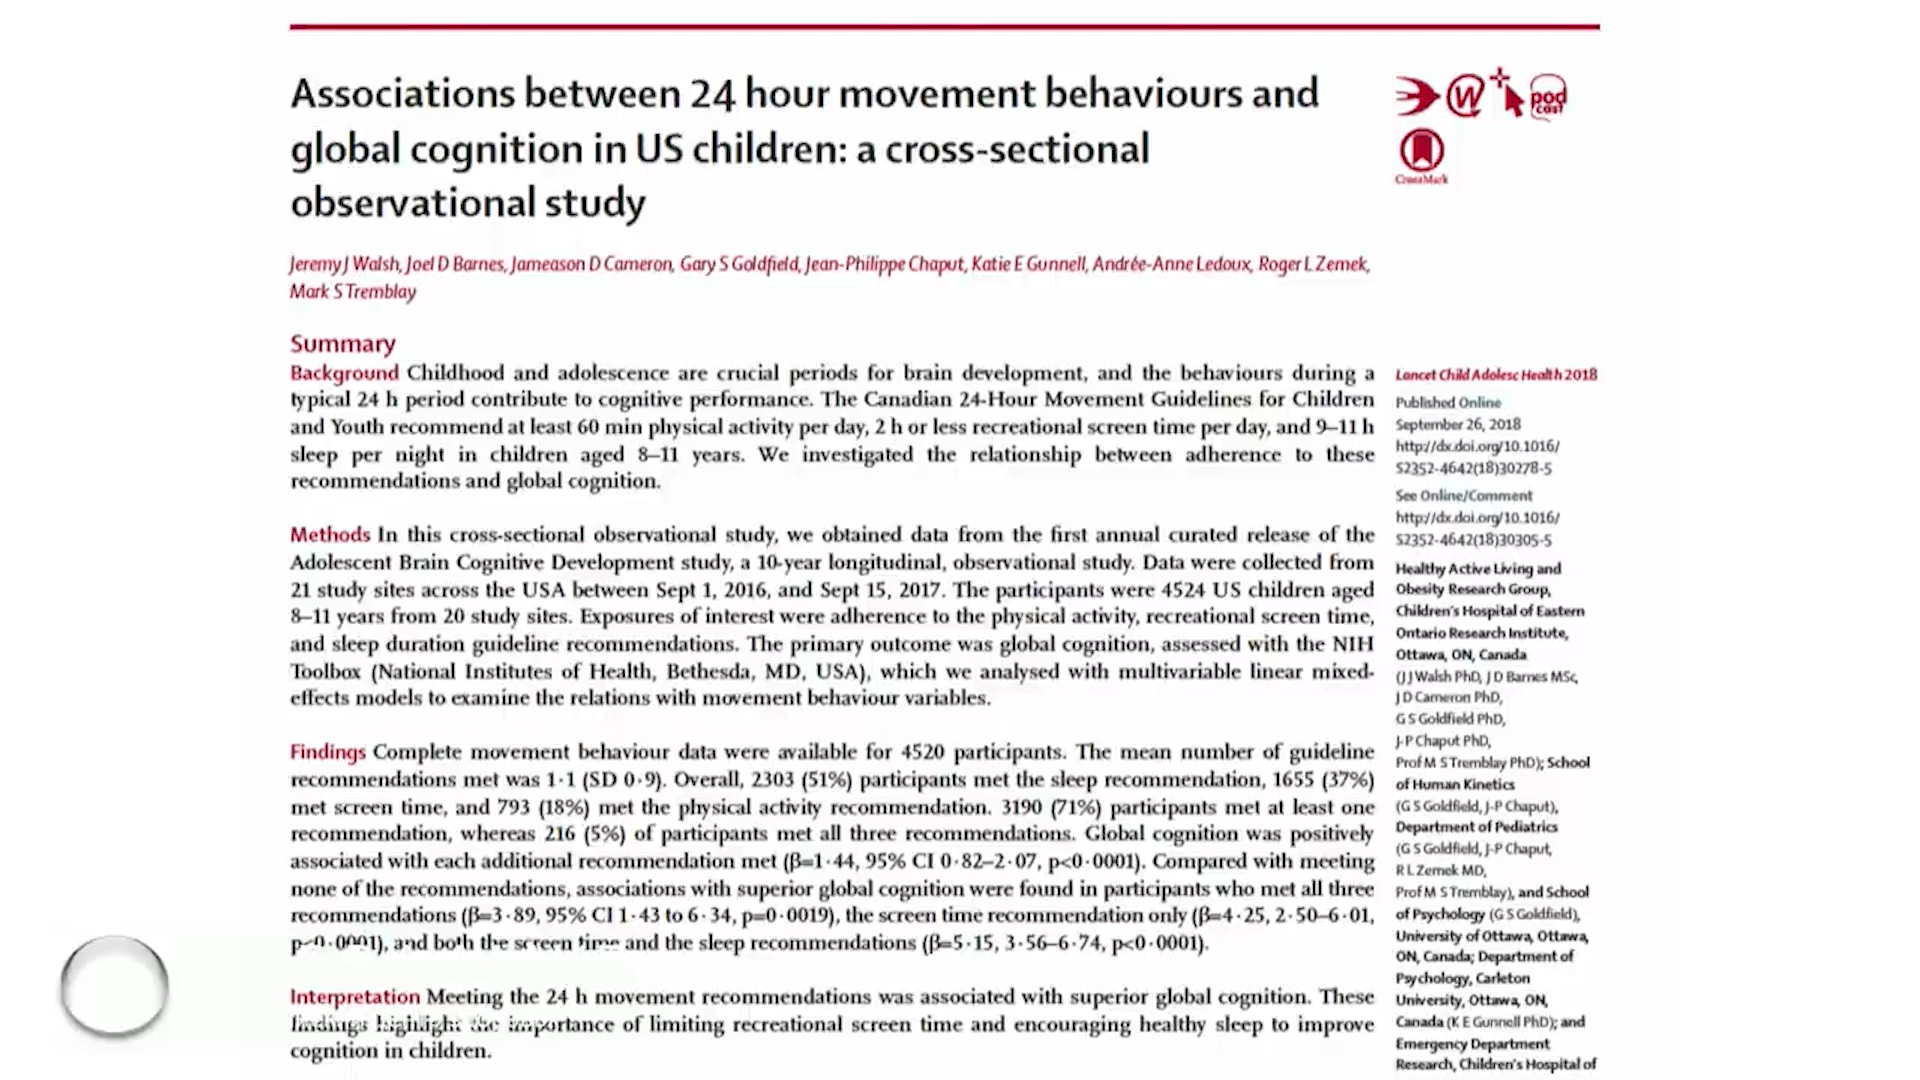 Associations between 24 hour movement behaviours and
global cognition in US children: a cross-sectional
observational study
pod
cast
CrossMark
Jeremy J Walsh, Joel D Barnes, Jameason D Cameron, Gary S Goldfield, Jean-Philippe Chaput, Katie E Gunnell, Andrée-Anne Ledoux, Roger L Zemek,
Mark S Tremblay
Summary
Background Childhood and adolescence are crucial periods for brain development, and the behaviours during a
typical 24 h period contribute to cognitive performance. The Canadian 24-Hour Movement Guidelines for Children
and Youth recommend at least 60 min physical activity per day, 2 h or less recreational screen time per day, and 9–11 h
sleep per night in children aged 8–11 years. We investigated the relationship between adherence to these
recommendations and global cognition.
Methods In this cross-sectional observational study, we obtained data from the first annual curated release of the
Adolescent Brain Cognitive Development study, a 10-year longitudinal, observational study. Data were collected from
21 study sites across the USA between Sept 1, 2016, and Sept 15, 2017. The participants were 4524 US children aged
8–11 years from 20 study sites. Exposures of interest were adherence to the physical activity, recreational screen time,
and sleep duration guideline recommendations. The primary outcome was global cognition, assessed with the NIH
Toolbox (National Institutes of Health, Bethesda, MD, USA), which we analysed with multivariable linear mixed-
effects models to examine the relations with movement behaviour variables.
Findings Complete movement behaviour data were available for 4520 participants. The mean number of guideline
recommendations met was 1·1 (SD 0·9). Overall, 2303 (51%) participants met the sleep recommendation, 1655 (37%)
met screen time, and 793 (18%) met the physical activity recommendation. 3190 (71%) participants met at least one
recommendation, whereas 216 (5%) of participants met all three recommendations. Global cognition was positively
associated with each additional recommendation met (β=1·44, 95% CI 0·82–2·07, p<0·0001). Compared with meeting
none of the recommendations, associations with superior global cognition were found in participants who met all three
recommendations (β=3·89, 95% CI 1·43 to 6·34, p=0·0019), the screen time recommendation only (β=4·25, 2·50–6·01,
p<0·0001), and both the screen time and the sleep recommendations (β=5·15, 3·56–6·74, p<0·0001).
Interpretation Meeting the 24 h movement recommendations was associated with superior global cognition. These
findings highlight the importance of limiting recreational screen time and encouraging healthy sleep to improve
cognition in children.
Lancet Child Adolesc Health 2018
Published Online
September 26, 2018
http://dx.doi.org/10.1016/
S2352-4642(18)30278-5
See Online/Comment
http://dx.doi.org/10.1016/
S2352-4642(18)30305-5
Healthy Active Living and
Obesity Research Group,
Children's Hospital of Eastern
Ontario Research Institute,
Ottawa, ON, Canada
(J J Walsh PhD, J D Barnes MSc,
J D Cameron PhD,
G S Goldfield PhD,
J-P Chaput PhD,
Prof M S Tremblay PhD); School
of Human Kinetics
(G S Goldfield, J-P Chaput),
Department of Pediatrics
(G S Goldfield, J-P Chaput,
R L Zemek MD,
Prof M S Tremblay), and School
of Psychology (G S Goldfield),
University of Ottawa, Ottawa,
ON, Canada; Department of
Psychology, Carleton
University, Ottawa, ON,
Canada (K E Gunnell PhD); and
Emergency Department
Research, Children's Hospital of